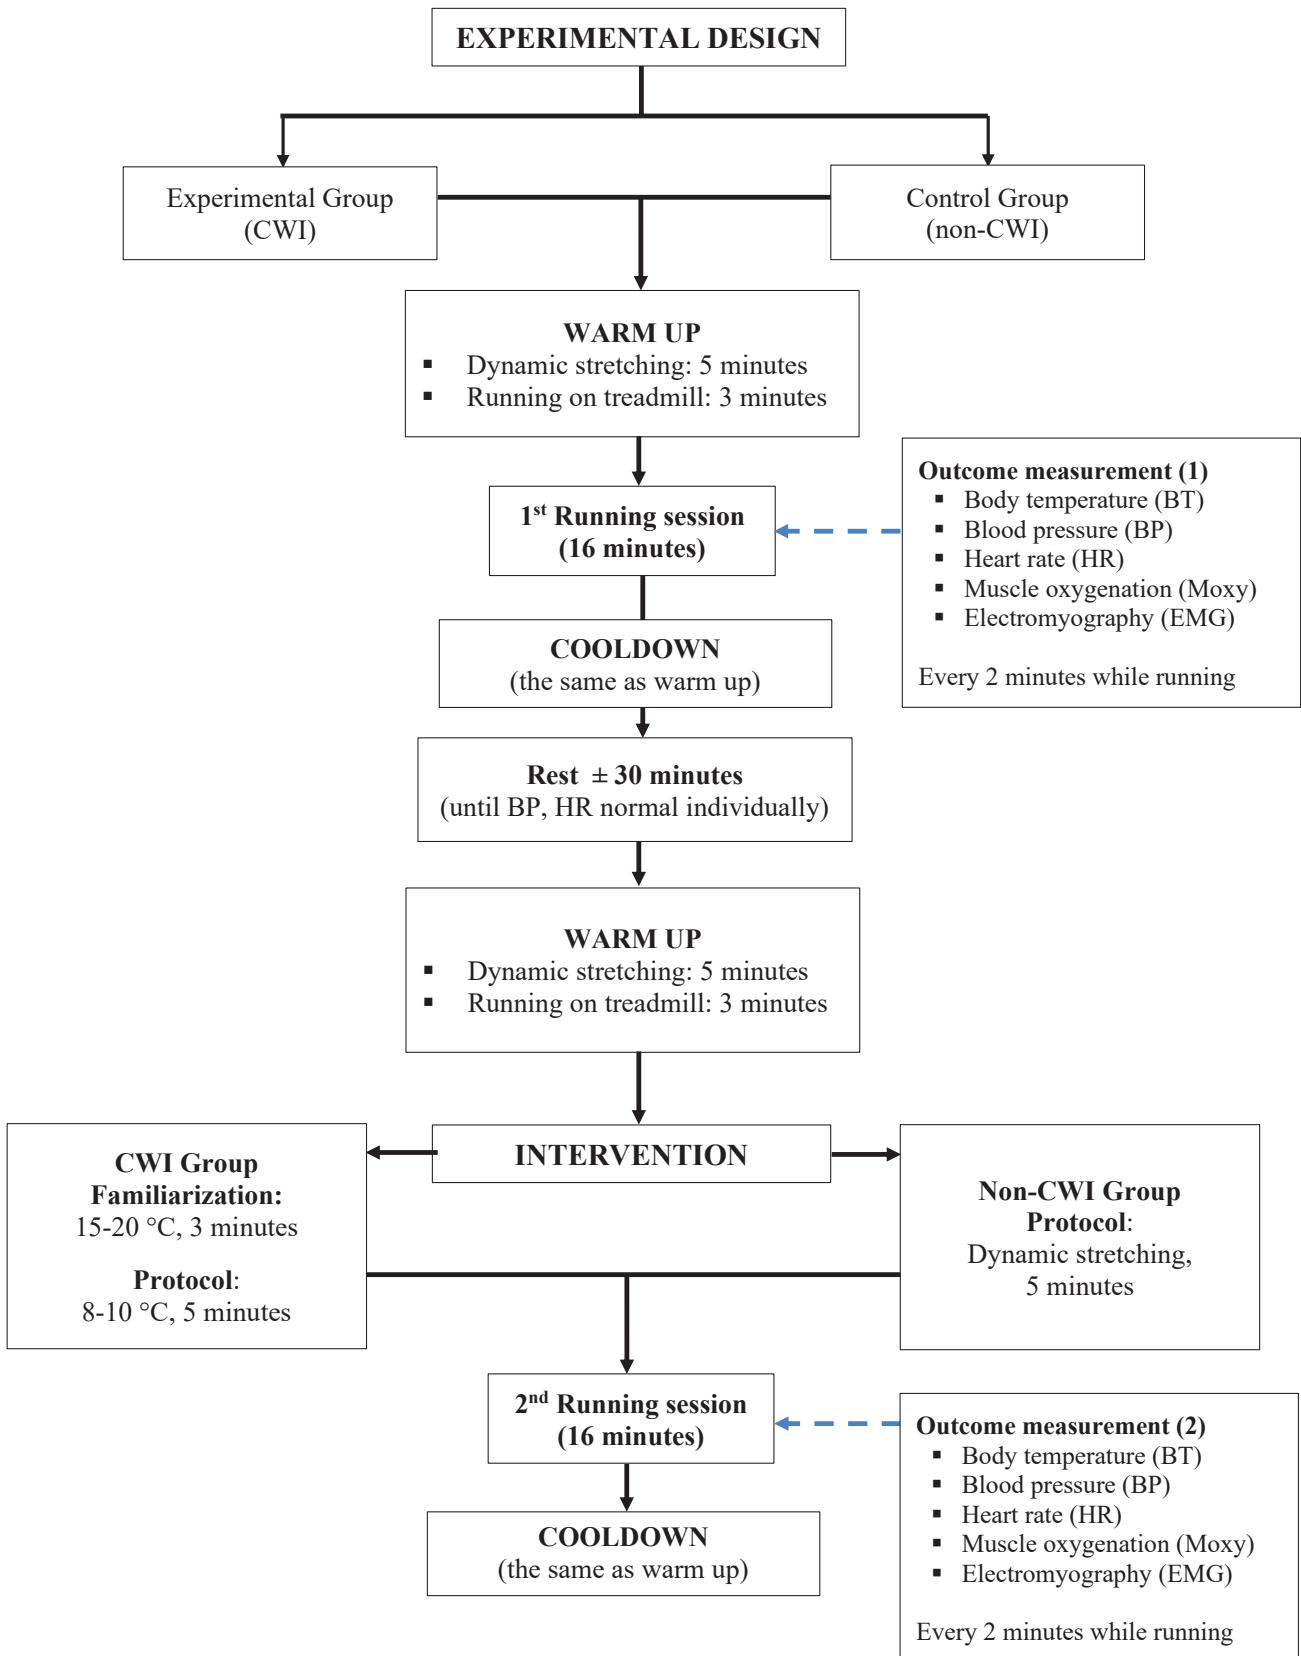 EXPERIMENTAL DESIGN
Experimental Group
(CWI)
Control Group
(non-CWI)
WARM UP
▪ Dynamic stretching: 5 minutes
▪ Running on treadmill: 3 minutes
Outcome measurement (1)
▪ Body temperature (BT)
▪ Blood pressure (BP)
▪ Heart rate (HR)
▪ Muscle oxygenation (Moxy)
▪ Electromyography (EMG)
Every 2 minutes while running
1st Running session
(16 minutes)
COOLDOWN
(the same as warm up)
Rest ± 30 minutes
(until BP, HR normal individually)
WARM UP
▪ Dynamic stretching: 5 minutes
▪ Running on treadmill: 3 minutes
INTERVENTION
CWI Group
Familiarization:
15-20 °C, 3 minutes
Protocol:
8-10 °C, 5 minutes
Non-CWI Group
Protocol:
Dynamic stretching,
5 minutes
2nd Running session
(16 minutes)
Outcome measurement (2)
▪ Body temperature (BT)
▪ Blood pressure (BP)
▪ Heart rate (HR)
▪ Muscle oxygenation (Moxy)
▪ Electromyography (EMG)
Every 2 minutes while running
COOLDOWN
(the same as warm up)